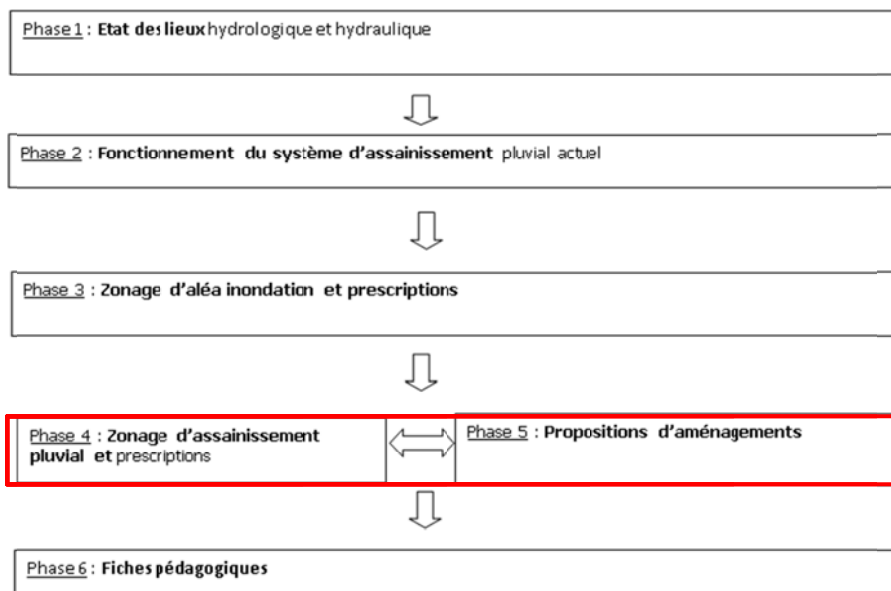 Phase 1 : Etat des lieux hydrologique et hydraulique
Phase 2 : Fonctionnement du système d'assainissement pluvial actuel
Phase 3 : Zonage d'aléa inondation et prescriptions
Phase 4 : Zonage d'assainissement
pluvial et prescriptions
Phase 5 : Propositions d'aménagements
Phase 6 : Fiches pédagogiques